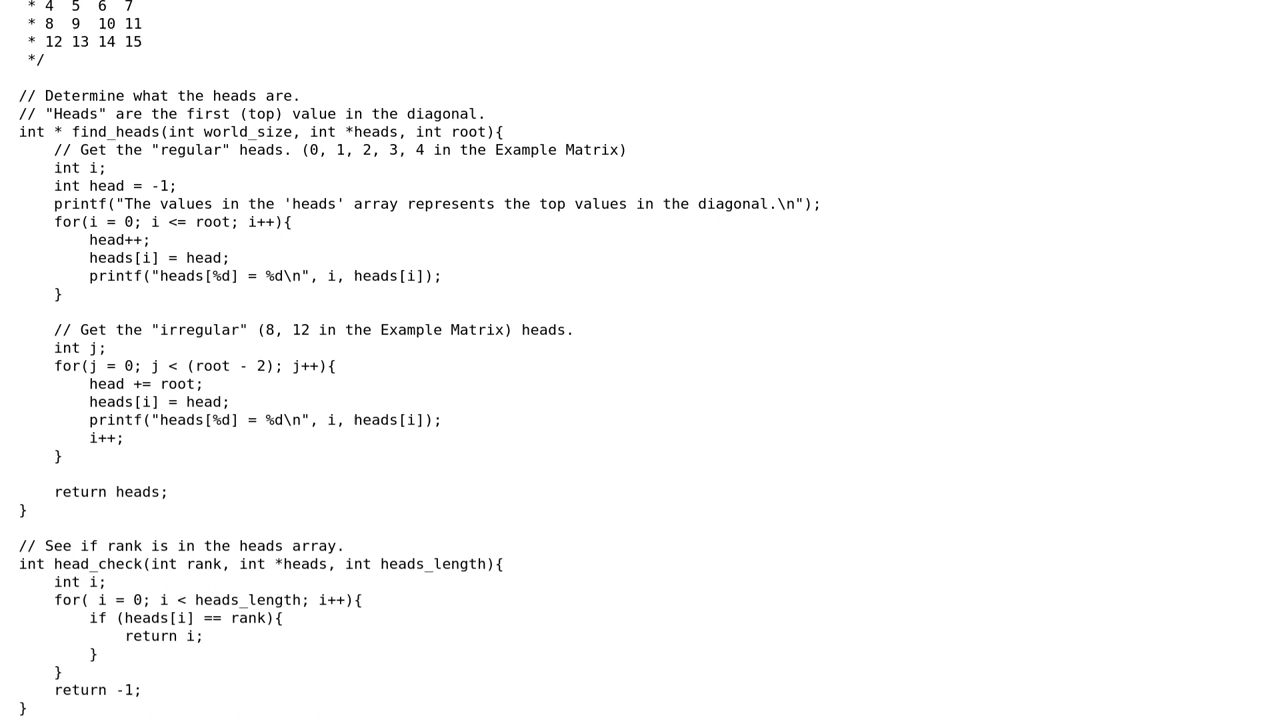 * 4  5  6  7
 * 8  9  10 11
 * 12 13 14 15
 */

// Determine what the heads are.
// "Heads" are the first (top) value in the diagonal.
int * find_heads(int world_size, int *heads, int root){
    // Get the "regular" heads. (0, 1, 2, 3, 4 in the Example Matrix)
    int i;
    int head = -1;
    printf("The values in the 'heads' array represents the top values in the diagonal.\n");
    for(i = 0; i <= root; i++){
        head++;
        heads[i] = head;
        printf("heads[%d] = %d\n", i, heads[i]);
    }

    // Get the "irregular" (8, 12 in the Example Matrix) heads.
    int j;
    for(j = 0; j < (root - 2); j++){
        head += root;
        heads[i] = head;
        printf("heads[%d] = %d\n", i, heads[i]);
        i++;
    }

    return heads;
}

// See if rank is in the heads array.
int head_check(int rank, int *heads, int heads_length){
    int i;
    for( i = 0; i < heads_length; i++){
        if (heads[i] == rank){
            return i;
        }
    }
    return -1;
}